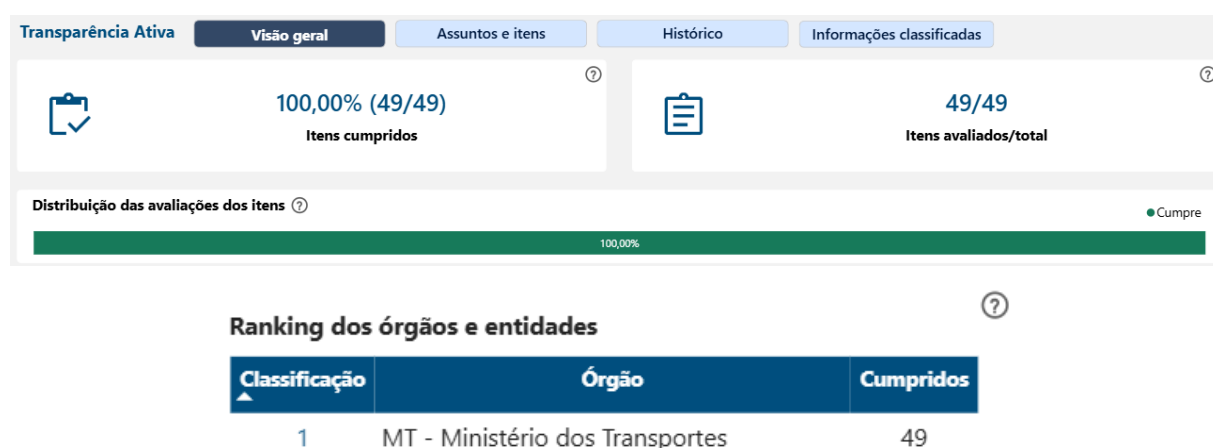 Transparência Ativa Visão geral Assuntos e itens Histórico Informações classificadas
100,00% (49/49)
Itens cumpridos
49/49
Itens avaliados/total
Distribuição das avaliações dos itens
Cumpre
100,00%
Ranking dos órgãos e entidades
Classificação Órgão Cumpridos
1 MT - Ministério dos Transportes 49